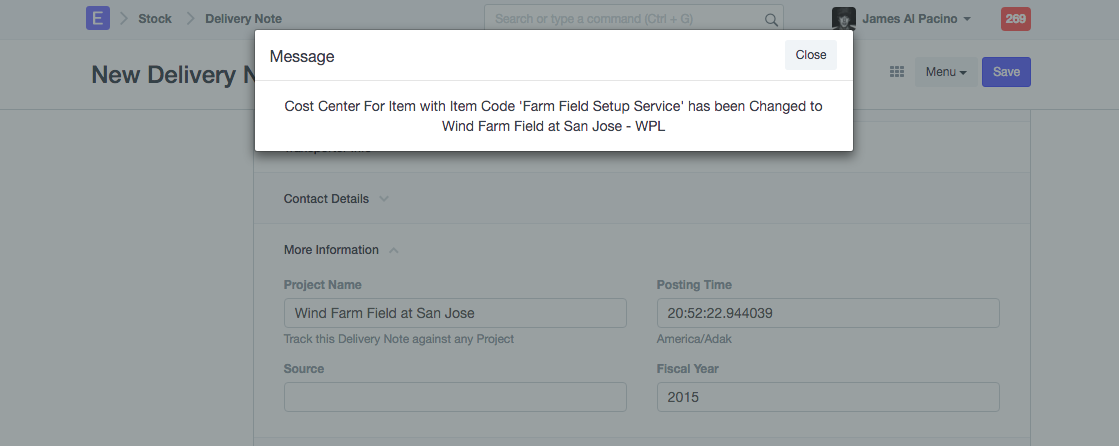 E Stock Delivery Note Search or type a command (Ctrl + G) James Al Pacino 269
Message Close
New Delivery N Menu Save
Cost Center For Item with Item Code 'Farm Field Setup Service' has been Changed to
Wind Farm Field at San Jose - WPL
Contact Details
More Information
Project Name Posting Time
Wind Farm Field at San Jose 20:52:22.944039
Track this Delivery Note against any Project America/Adak
Source Fiscal Year
2015